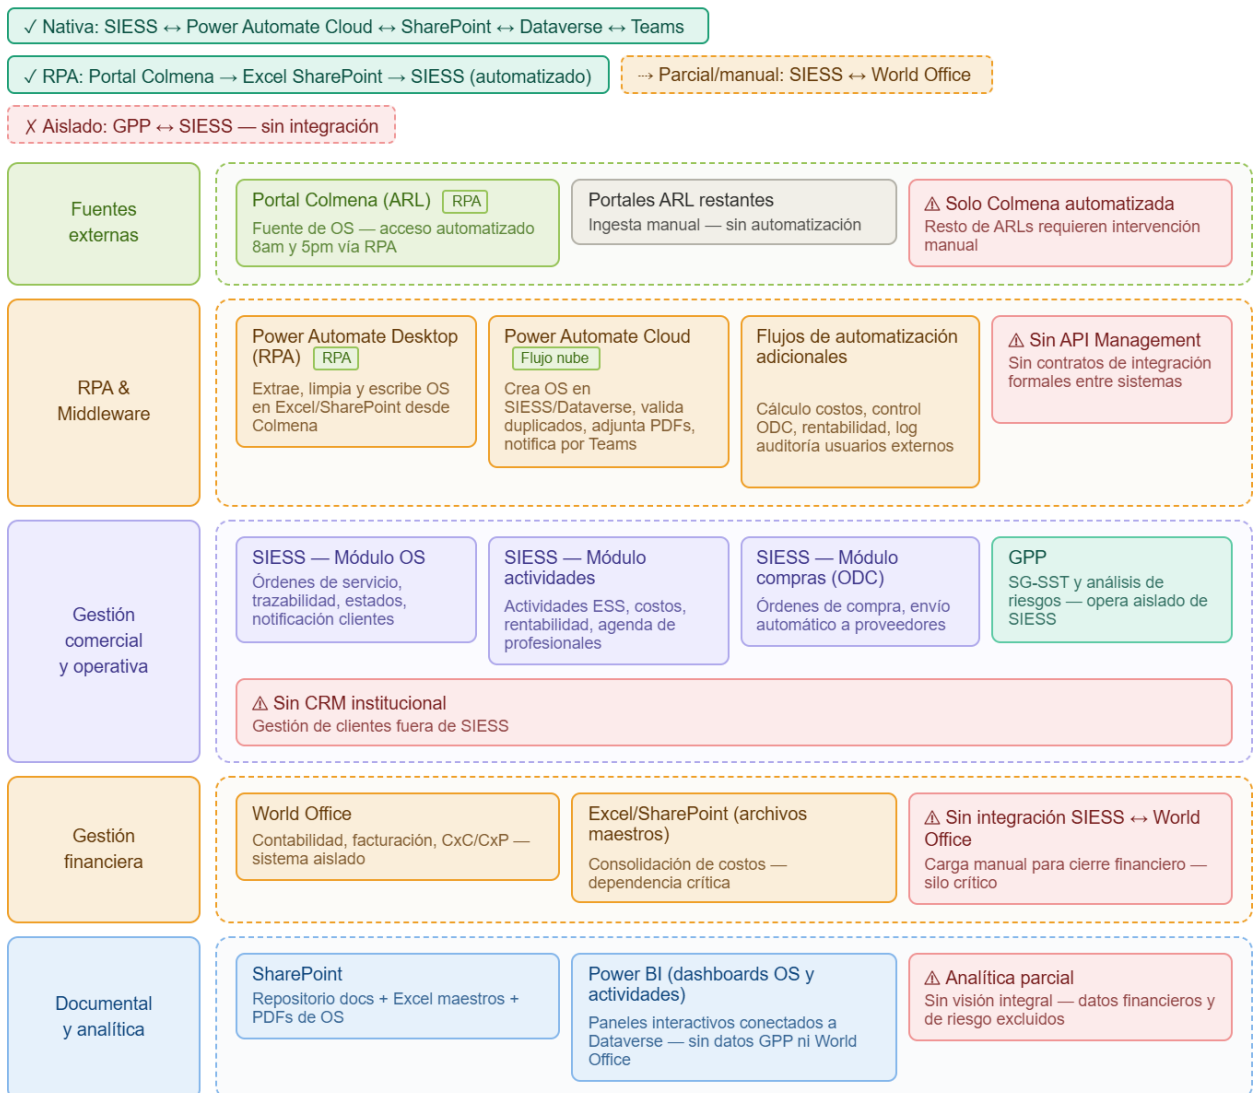 ✓ Nativa: SIESS ↔ Power Automate Cloud ↔ SharePoint ↔ Dataverse ↔ Teams
✓ RPA: Portal Colmena → Excel SharePoint → SIESS (automatizado)
⇢ Parcial/manual: SIESS ↔ World Office
✗ Aislado: GPP ↔ SIESS — sin integración
Fuentes
externas
Portal Colmena (ARL) RPA
Fuente de OS — acceso automatizado
8am y 5pm vía RPA
Portales ARL restantes
Ingesta manual — sin automatización
⚠ Solo Colmena automatizada
Resto de ARLs requieren intervención
manual
RPA &
Middleware
Power Automate Desktop
(RPA) RPA
Extrae, limpia y escribe OS
en Excel/SharePoint desde
Colmena
Power Automate Cloud
Flujo nube
Crea OS en
SIESS/Dataverse, valida
duplicados, adjunta PDFs,
notifica por Teams
Flujos de automatización
adicionales
Cálculo costos, control
ODC, rentabilidad, log
auditoría usuarios externos
⚠ Sin API Management
Sin contratos de integración
formales entre sistemas
Gestión
comercial
y operativa
SIESS — Módulo OS
Órdenes de servicio,
trazabilidad, estados,
notificación clientes
SIESS — Módulo
actividades
Actividades ESS, costos,
rentabilidad, agenda de
profesionales
SIESS — Módulo
compras (ODC)
Órdenes de compra, envío
automático a proveedores
GPP
SG-SST y análisis de
riesgos — opera aislado de
SIESS
⚠ Sin CRM institucional
Gestión de clientes fuera de SIESS
Gestión
financiera
World Office
Contabilidad, facturación, CxC/CxP —
sistema aislado
Excel/SharePoint (archivos
maestros)
Consolidación de costos —
dependencia crítica
⚠ Sin integración SIESS ↔ World
Office
Carga manual para cierre financiero —
silo crítico
Documental
y analítica
SharePoint
Repositorio docs + Excel maestros +
PDFs de OS
Power BI (dashboards OS y
actividades)
Paneles interactivos conectados a
Dataverse — sin datos GPP ni World
Office
⚠ Analítica parcial
Sin visión integral — datos financieros y
de riesgo excluidos